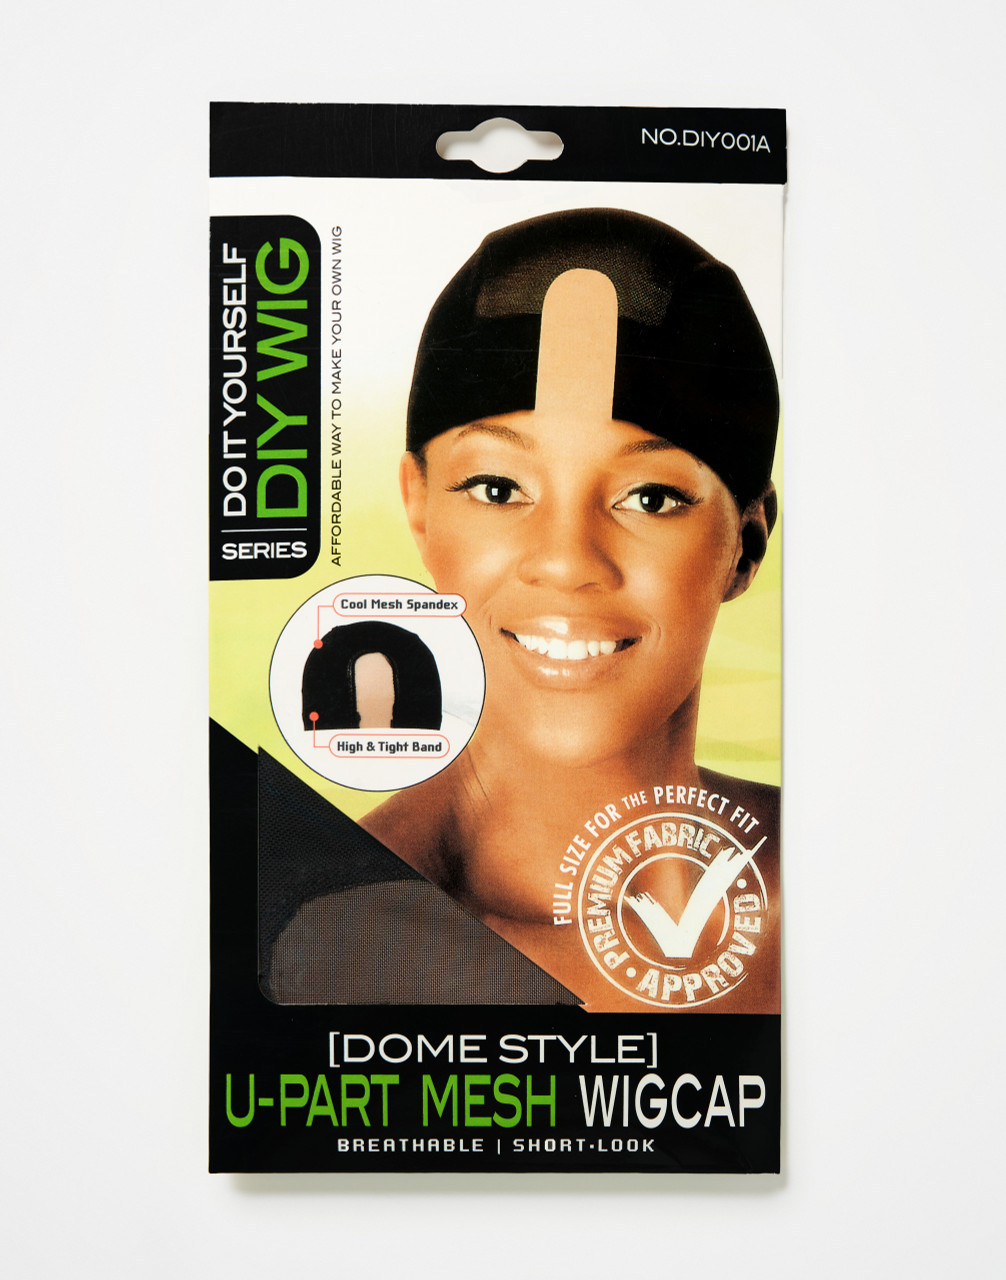 NO.DIY001A
DO IT YOURSELF
DIY WIG
SERIES
AFFORDABLE WAY TO MAKE YOUR OWN WIG
Cool Mesh Spandex
High & Tight Band
FULL SIZE FOR THE PERFECT FIT
PREMIUM FABRIC
• APPROVED •
[DOME STYLE]
U-PART MESH WIGCAP
BREATHABLE | SHORT•LOOK